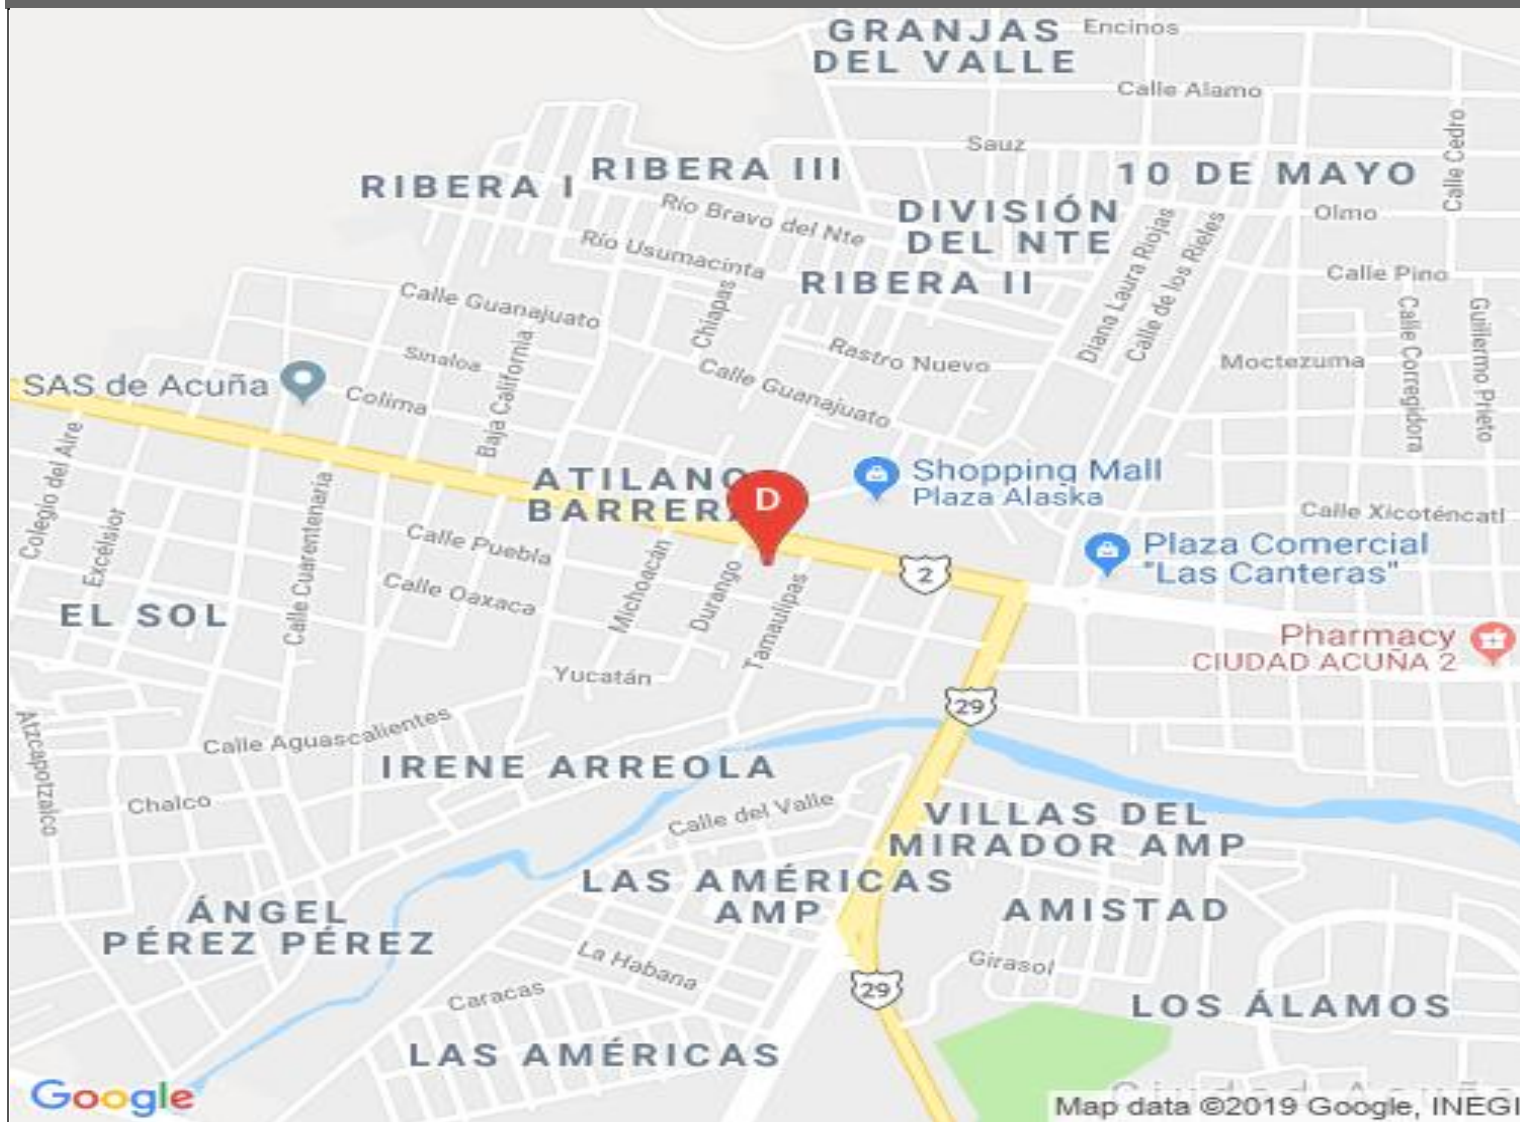 GRANJAS
DEL VALLE
Encinos
Calle Alamo
Calle Cedro
Sauz
RIBERA III
10 DE MAYO
RIBERA I
Río Bravo del Nte
DIVISIÓN
DEL NTE
Olmo
Río Usumacinta
Diana Laura Riojas
Calle de los Rieles
RIBERA II
Calle Pino
Calle Guanajuato
Chiapas
Calle Corregidora
Guillermo Prieto
Sinaloa
Baja California
Rastro Nuevo
Moctezuma
SAS de Acuña
Colima
Calle Guanajuato
Colegio del Aire
ATILANO
BARRERA
D
Shopping Mall
Plaza Alaska
Calle Xicoténcatl
Excélsior
Calle Cuarentenaria
Calle Puebla
Michoacán
Durango
2
Plaza Comercial
"Las Canteras"
Calle Oaxaca
Tamaulipas
EL SOL
Pharmacy
CIUDAD ACUÑA 2
Yucatán
29
Atzcapotzalco
Calle Aguascalientes
IRENE ARREOLA
Chalco
Calle del Valle
VILLAS DEL
MIRADOR AMP
LAS AMÉRICAS
AMP
ÁNGEL
PÉREZ PÉREZ
AMISTAD
La Habana
Girasol
Caracas
29
LOS ÁLAMOS
LAS AMÉRICAS
Ciudad Acuña
Google
Map data ©2019 Google, INEGI